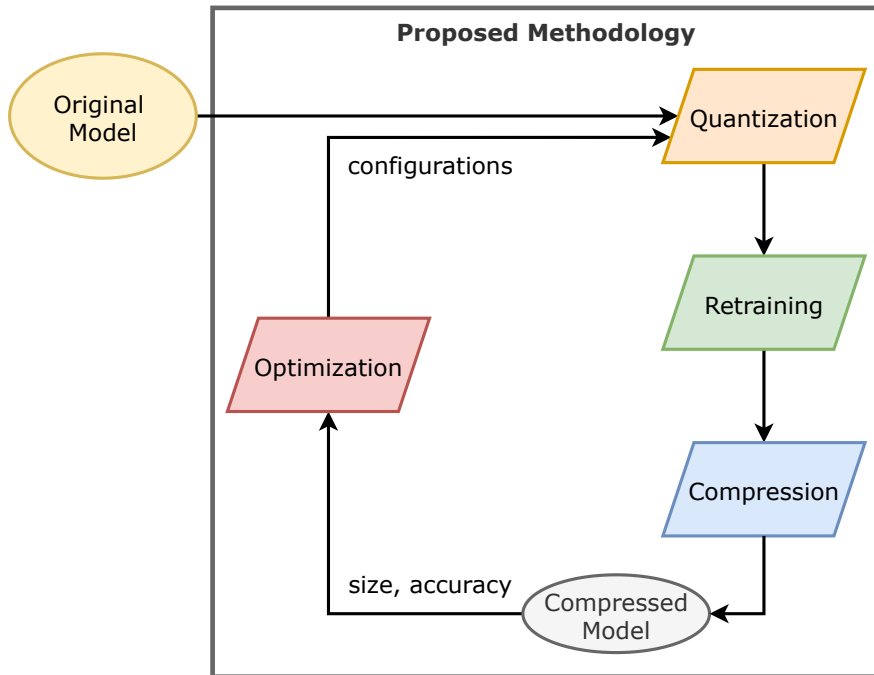 Proposed Methodology
Original
Model
Quantization
configurations
Retraining
Optimization
Compression
size, accuracy
Compressed
Model